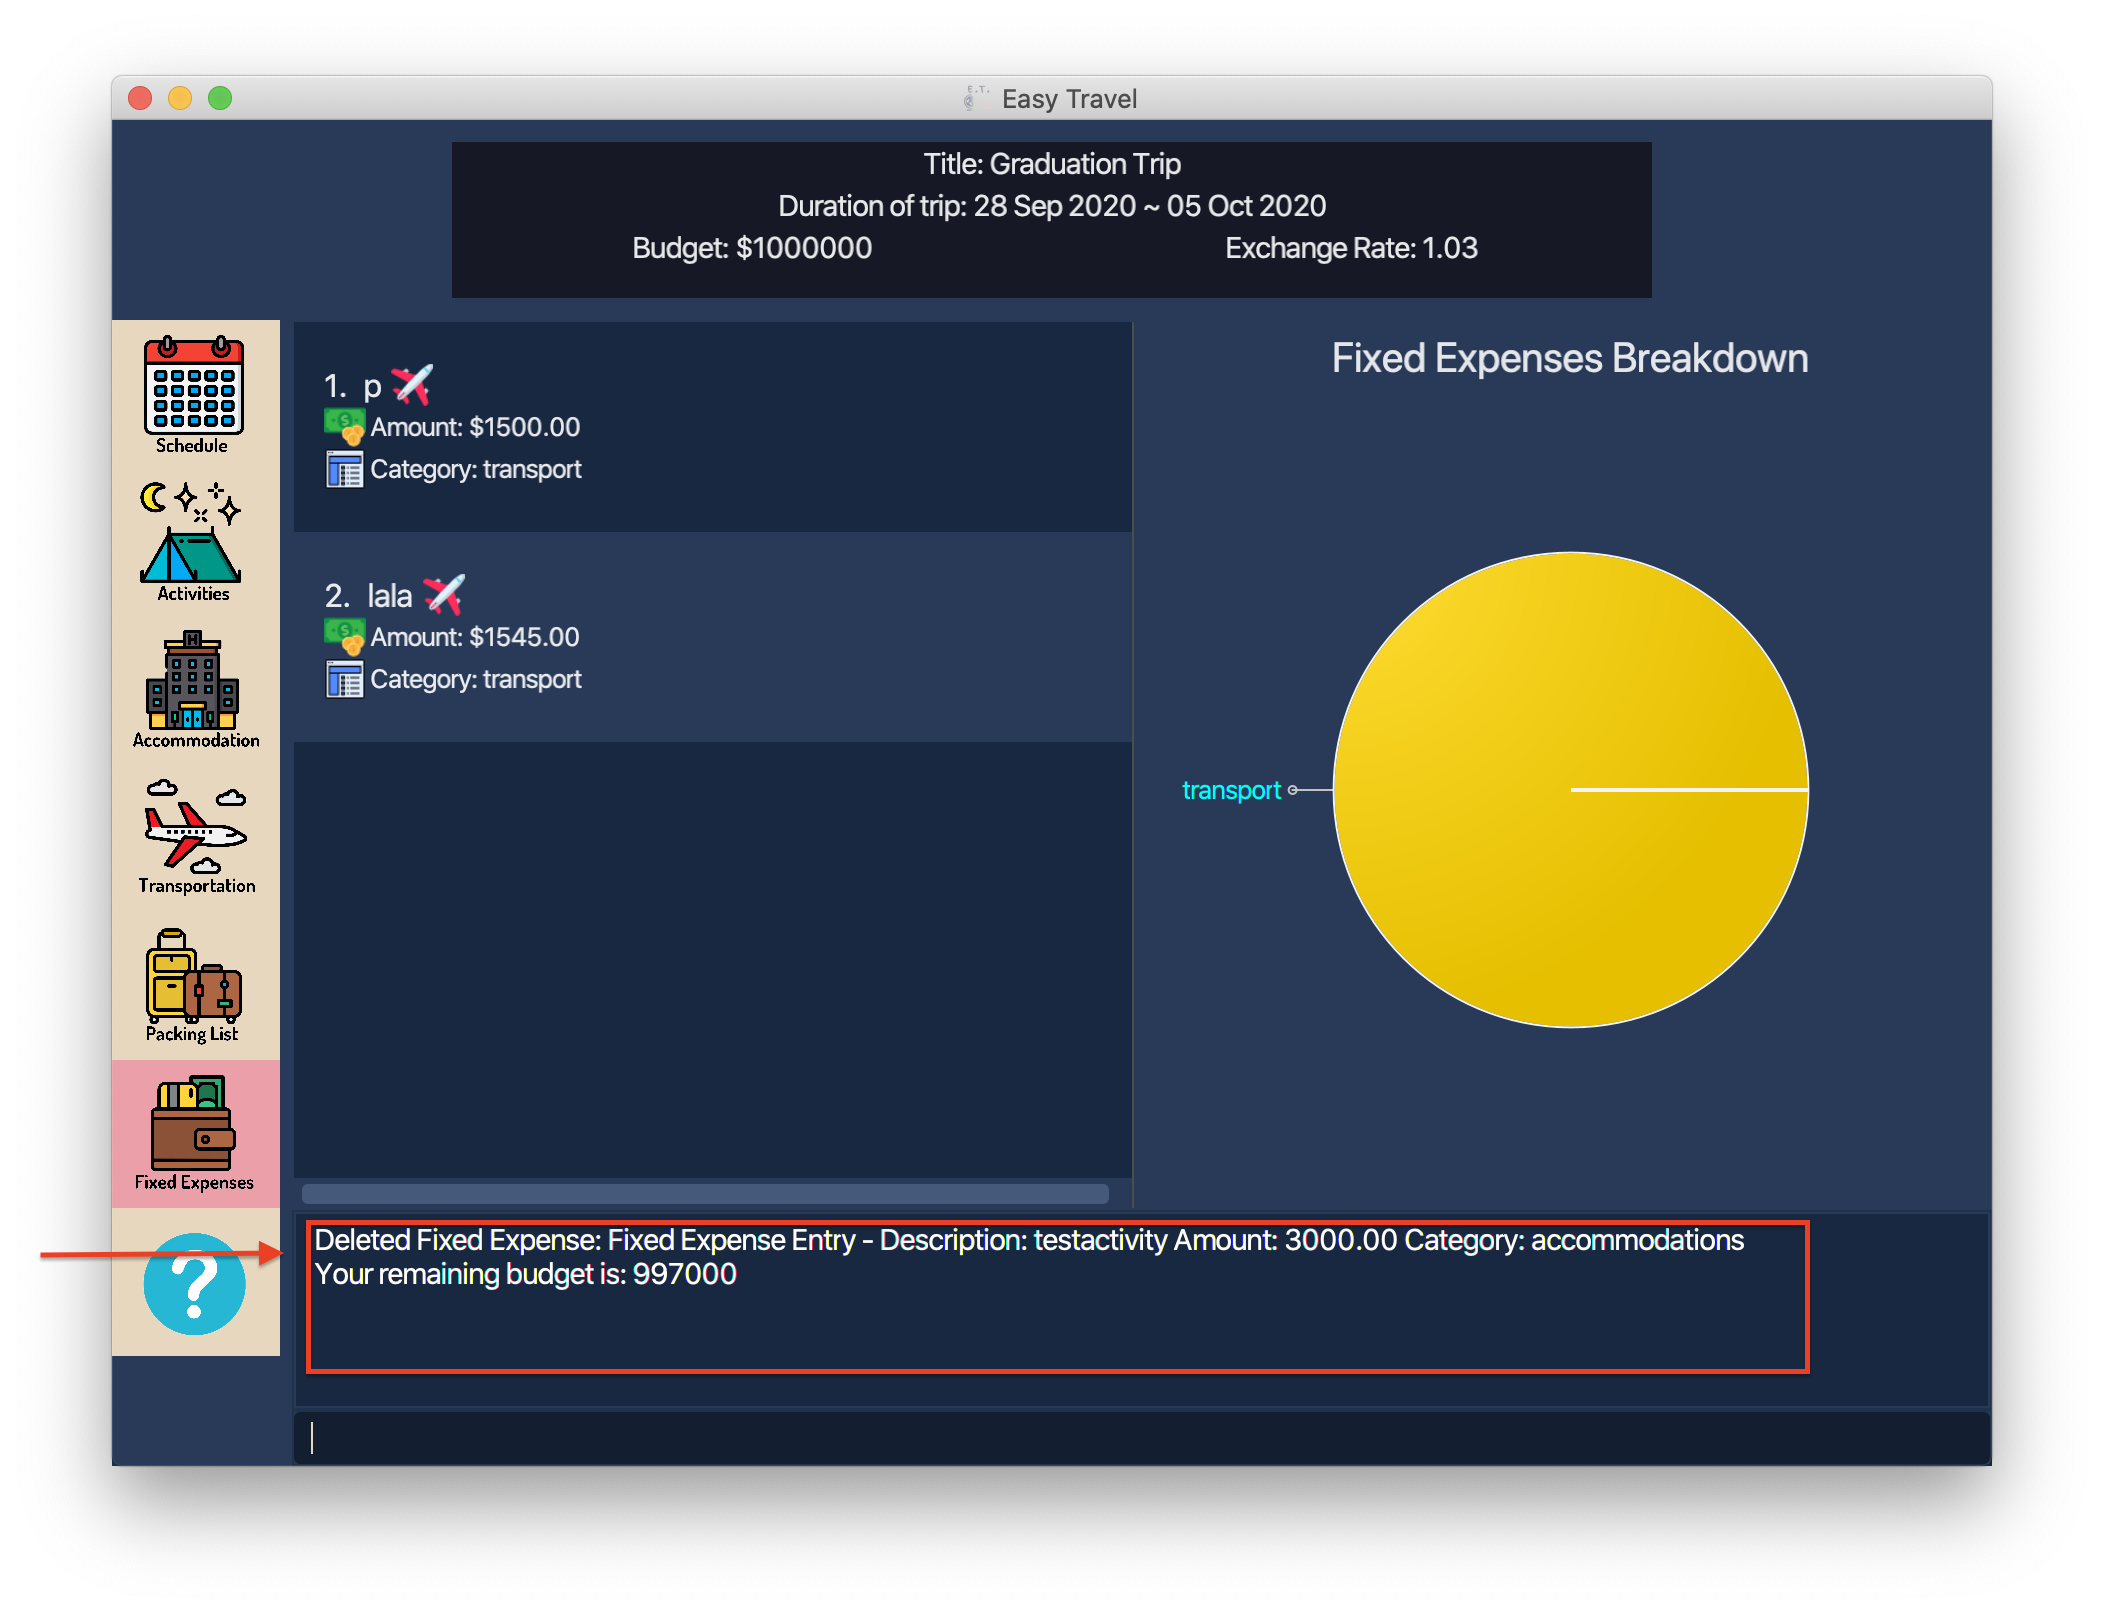 E.T.
Easy Travel
Title: Graduation Trip
Duration of trip: 28 Sep 2020 ~ 05 Oct 2020
Budget: $1000000 Exchange Rate: 1.03
Schedule
Activities
H
Accommodation
Transportation
Packing List
Fixed Expenses
?
1. p
$
Amount: $1500.00
Category: transport
2. lala
$
Amount: $1545.00
Category: transport
Fixed Expenses Breakdown
transport
Deleted Fixed Expense: Fixed Expense Entry - Description: testactivity Amount: 3000.00 Category: accommodations
Your remaining budget is: 997000